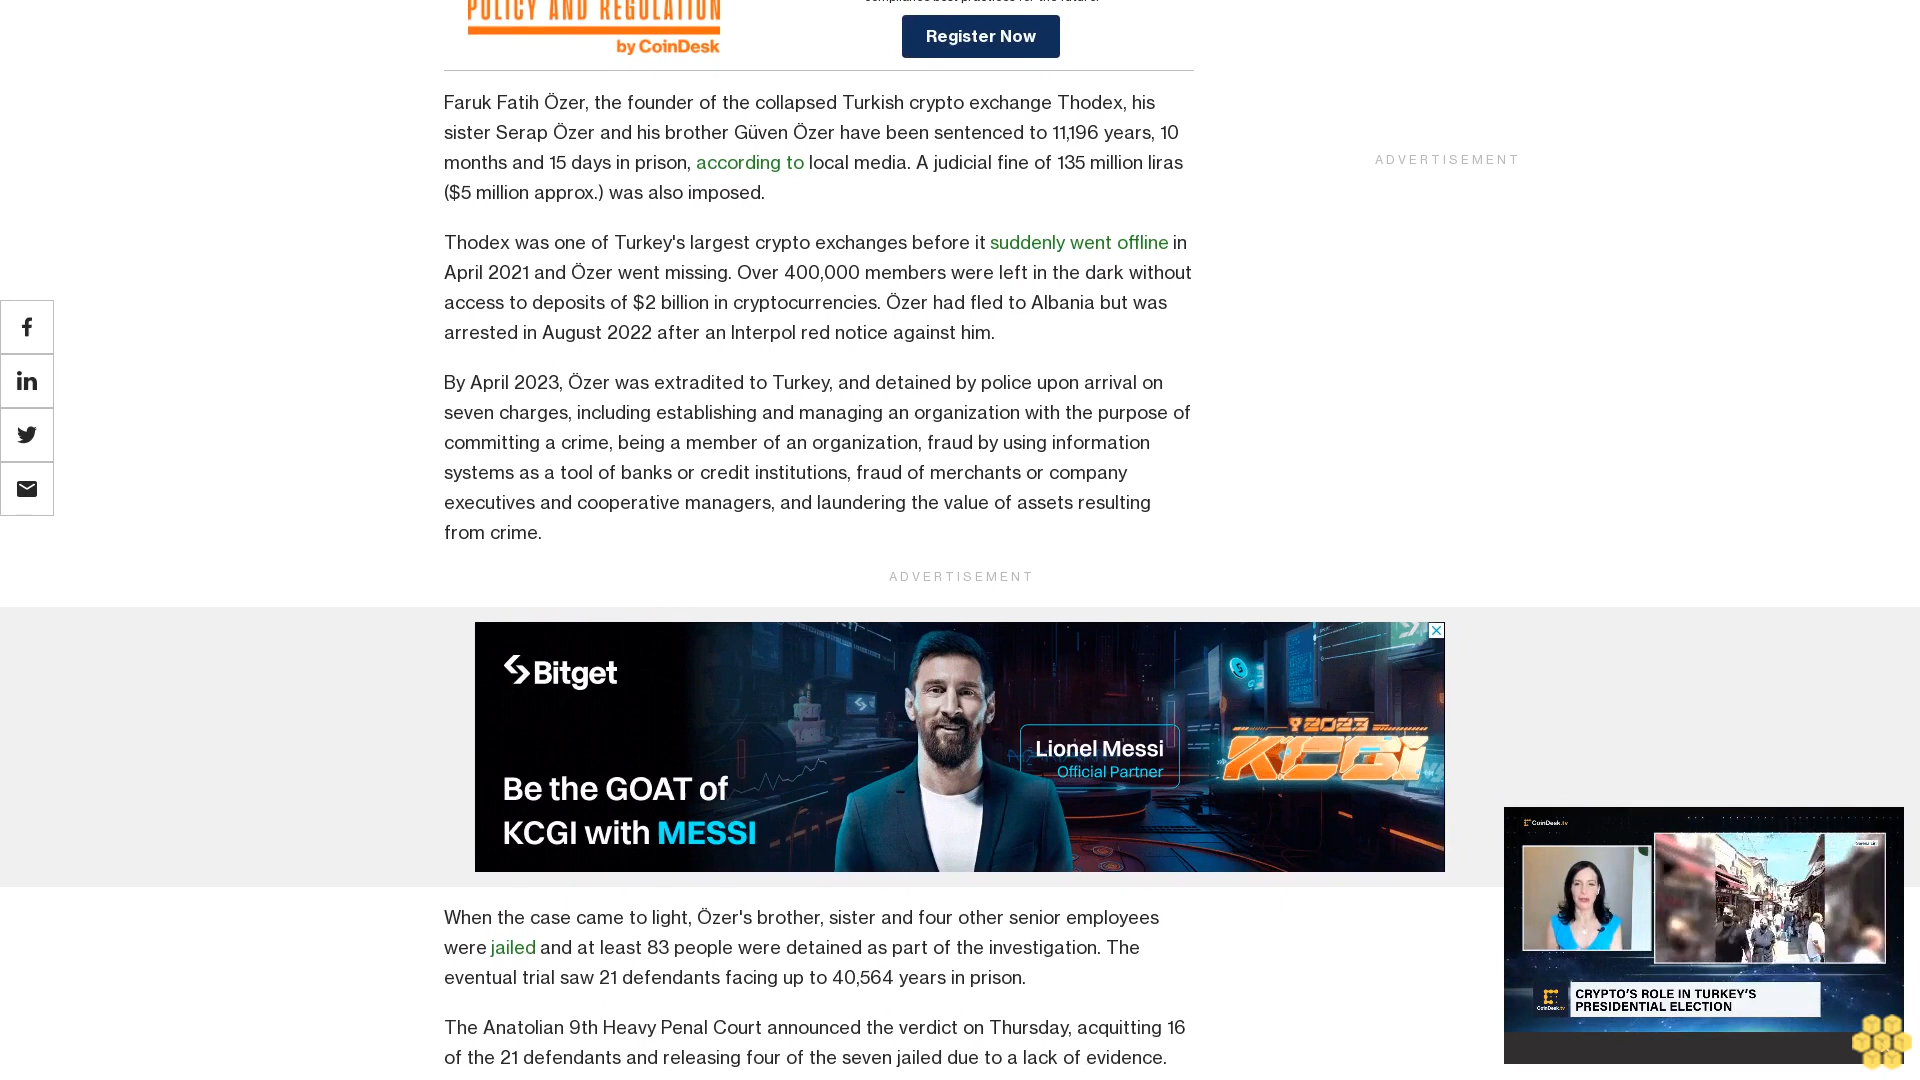 POLICY AND REGULATION
by CoinDesk
compliance best practices for the future.
Register Now
Faruk Fatih Özer, the founder of the collapsed Turkish crypto exchange Thodex, his
sister Serap Özer and his brother Güven Özer have been sentenced to 11,196 years, 10
months and 15 days in prison, according to local media. A judicial fine of 135 million liras
($5 million approx.) was also imposed.
ADVERTISEMENT
Thodex was one of Turkey's largest crypto exchanges before it suddenly went offline in
April 2021 and Özer went missing. Over 400,000 members were left in the dark without
access to deposits of $2 billion in cryptocurrencies. Özer had fled to Albania but was
arrested in August 2022 after an Interpol red notice against him.
By April 2023, Özer was extradited to Turkey, and detained by police upon arrival on
seven charges, including establishing and managing an organization with the purpose of
committing a crime, being a member of an organization, fraud by using information
systems as a tool of banks or credit institutions, fraud of merchants or company
executives and cooperative managers, and laundering the value of assets resulting
from crime.
ADVERTISEMENT
Bitget
Be the GOAT of
KCGI with MESSI
Lionel Messi
Official Partner
2023
KCGI
When the case came to light, Özer's brother, sister and four other senior employees
were jailed and at least 83 people were detained as part of the investigation. The
eventual trial saw 21 defendants facing up to 40,564 years in prison.
The Anatolian 9th Heavy Penal Court announced the verdict on Thursday, acquitting 16
of the 21 defendants and releasing four of the seven jailed due to a lack of evidence.
CoinDesk.tv
CoinDesk.tv
CRYPTO'S ROLE IN TURKEY'S
PRESIDENTIAL ELECTION